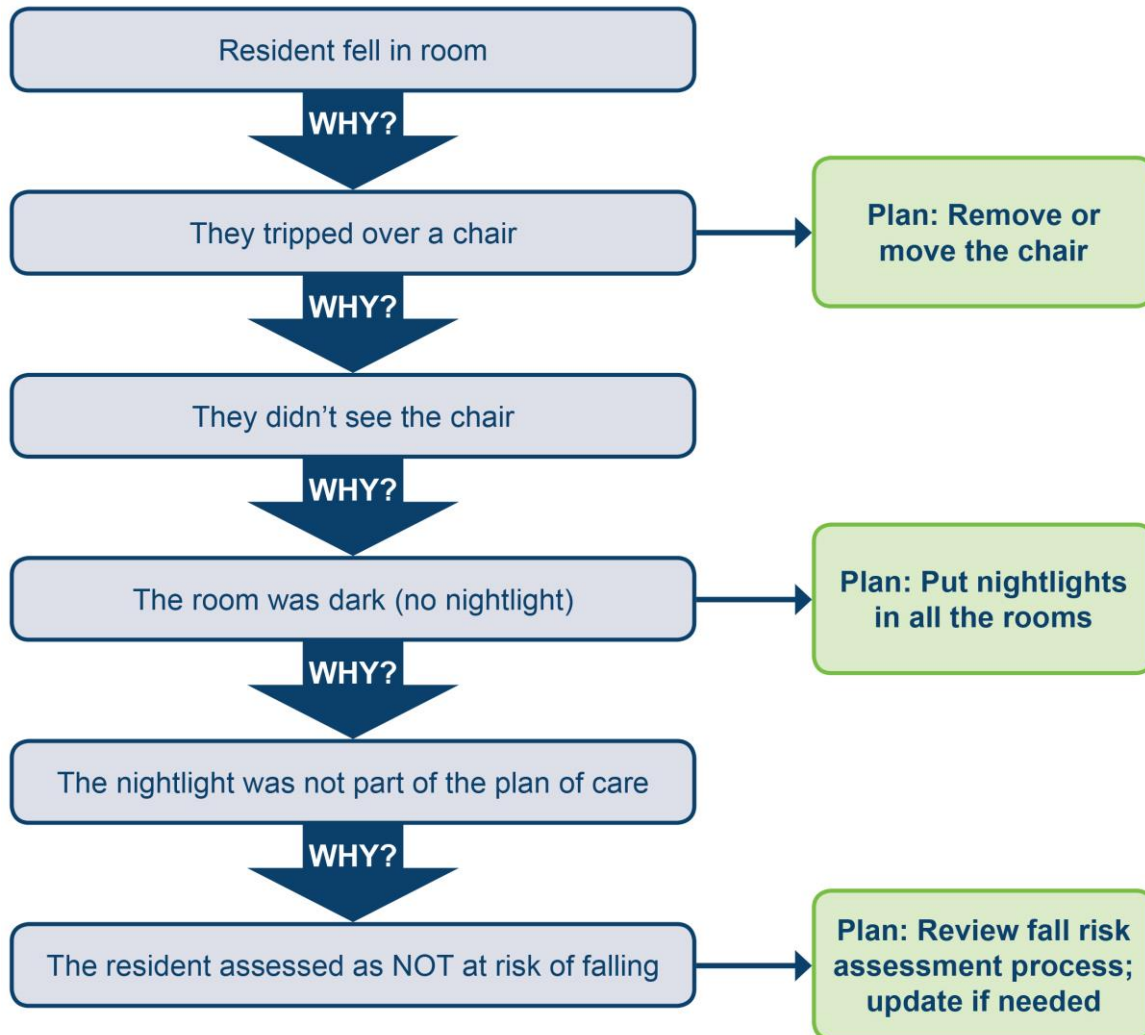 Resident fell in room
WHY?
They tripped over a chair
Plan: Remove or
move the chair
WHY?
They didn’t see the chair
WHY?
The room was dark (no nightlight)
Plan: Put nightlights
in all the rooms
WHY?
The nightlight was not part of the plan of care
WHY?
The resident assessed as NOT at risk of falling
Plan: Review fall risk
assessment process;
update if needed